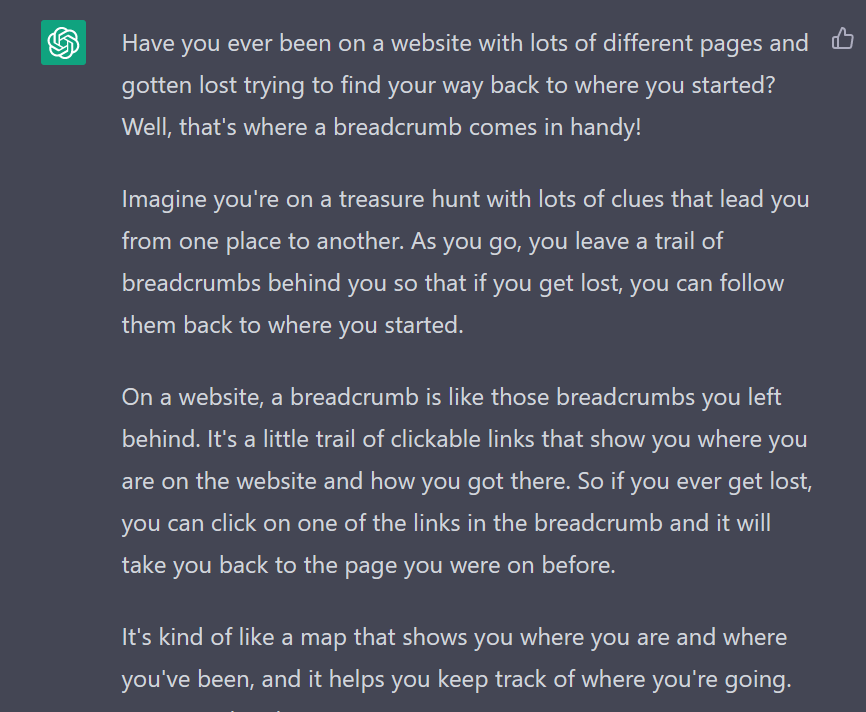 Have you ever been on a website with lots of different pages and
gotten lost trying to find your way back to where you started?
Well, that's where a breadcrumb comes in handy!
Imagine you're on a treasure hunt with lots of clues that lead you
from one place to another. As you go, you leave a trail of
breadcrumbs behind you so that if you get lost, you can follow
them back to where you started.
On a website, a breadcrumb is like those breadcrumbs you left
behind. It's a little trail of clickable links that show you where you
are on the website and how you got there. So if you ever get lost,
you can click on one of the links in the breadcrumb and it will
take you back to the page you were on before.
It's kind of like a map that shows you where you are and where
you've been, and it helps you keep track of where you're going.